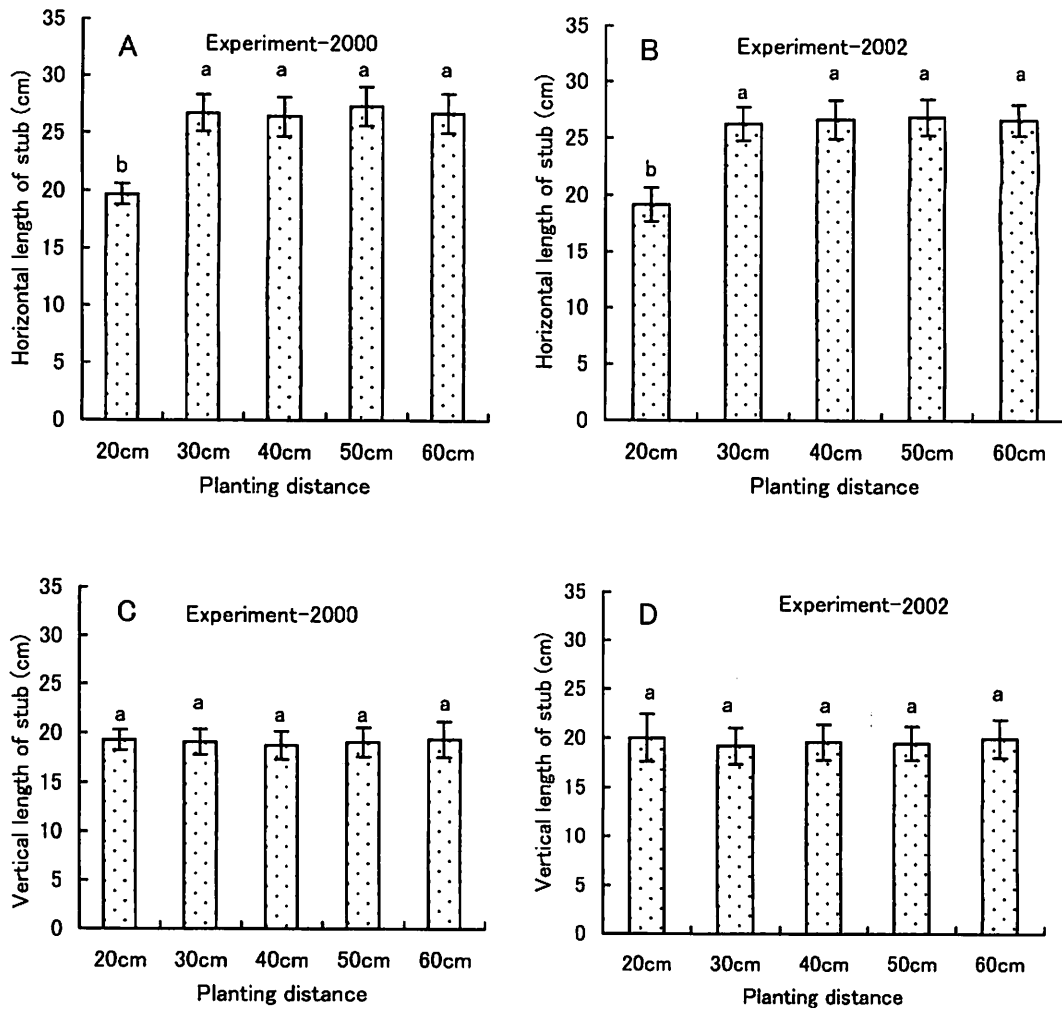 A
Experiment-2000
Horizontal length of stub (cm)
35
30
25
20
15
10
5
0
b
a
a
a
a
20cm 30cm 40cm 50cm 60cm
Planting distance
B
Experiment-2002
Horizontal length of stub (cm)
35
30
25
20
15
10
5
0
b
a
a
a
a
20cm 30cm 40cm 50cm 60cm
Planting distance
C
Experiment-2000
Vertical length of stub (cm)
35
30
25
20
15
10
5
0
a
a
a
a
a
20cm 30cm 40cm 50cm 60cm
Planting distance
D
Experiment-2002
Vertical length of stub (cm)
35
30
25
20
15
10
5
0
a
a
a
a
a
20cm 30cm 40cm 50cm 60cm
Planting distance